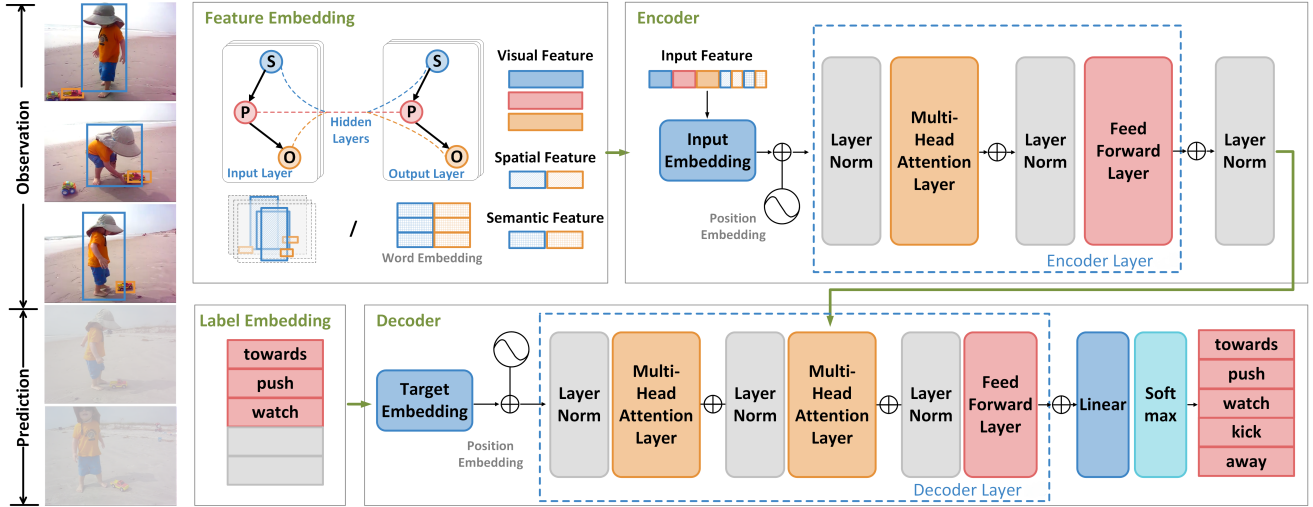 Observation
Prediction
Feature Embedding
S
P
O
Input Layer
Hidden
Layers
S
P
O
Output Layer
Visual Feature
Spatial Feature
Semantic Feature
/
Word Embedding
Encoder
Input Feature
Input
Embedding
Position
Embedding
Layer
Norm
Multi-
Head
Attention
Layer
Layer
Norm
Feed
Forward
Layer
Encoder Layer
Layer
Norm
Label Embedding
towards
push
watch
Decoder
Target
Embedding
Position
Embedding
Layer
Norm
Multi-
Head
Attention
Layer
Layer
Norm
Multi-
Head
Attention
Layer
Layer
Norm
Feed
Forward
Layer
Decoder Layer
Linear
Soft
max
towards
push
watch
kick
away